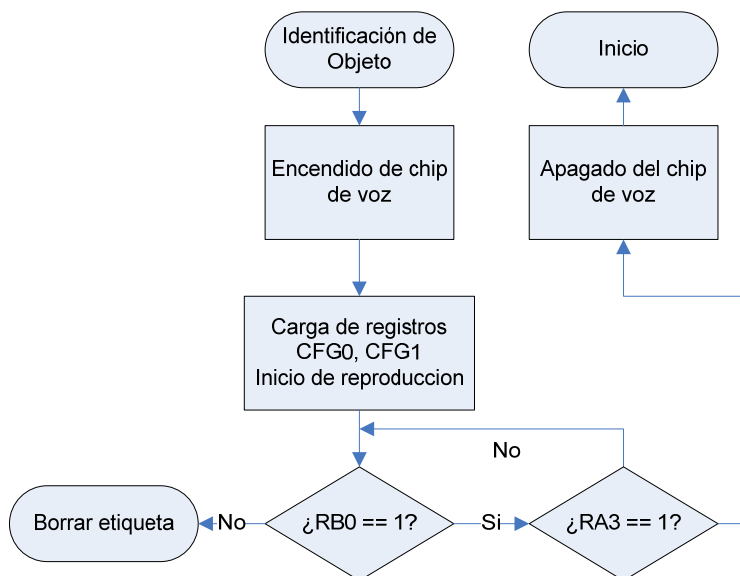 Identificación de
Objeto
Inicio
Encendido de chip
de voz
Apagado del chip
de voz
Carga de registros
CFG0, CFG1
Inicio de reproduccion
No
Borrar etiqueta
No
¿RB0 == 1?
Si
¿RA3 == 1?